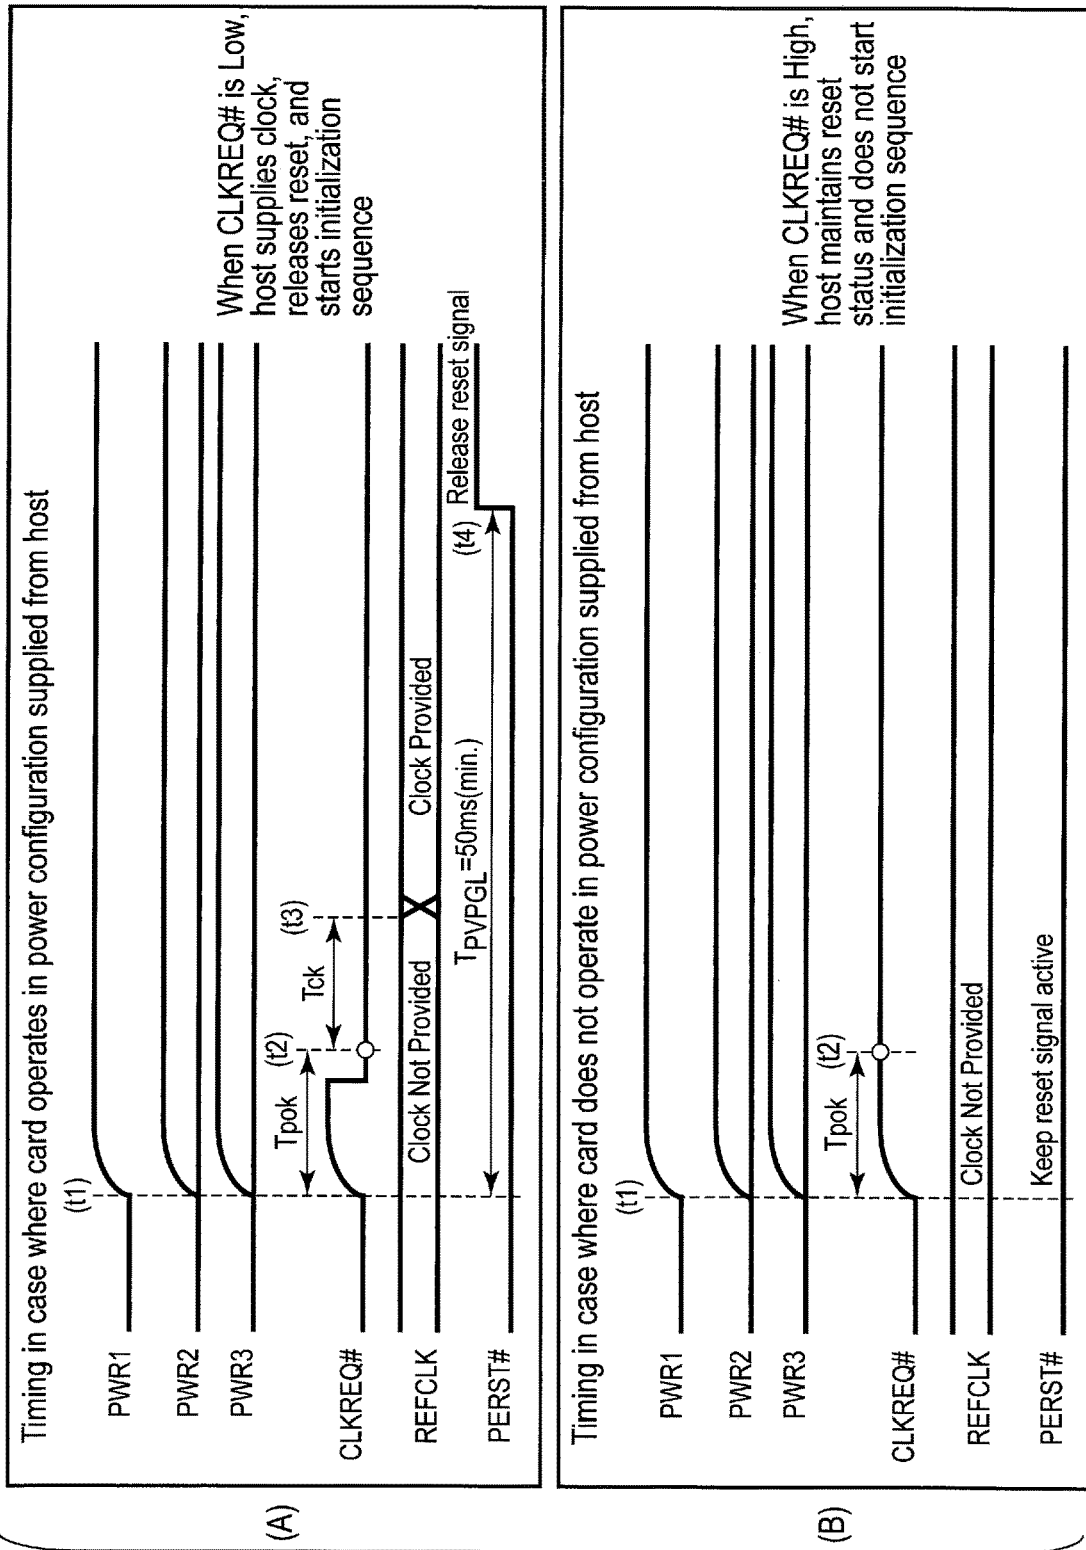 (A)
Timing in case where card operates in power configuration supplied from host
(t1)
PWR1
PWR2
PWR3
When CLKREQ# is Low,
host supplies clock,
releases reset, and
starts initialization
sequence
Tpok
(t2)
Tck
(t3)
CLKREQ#
REFCLK
Clock Not Provided
Clock Provided
TPVPGL=50ms(min.)
(t4)
Release reset signal
PERST#
(B)
Timing in case where card does not operate in power configuration supplied from host
(t1)
PWR1
PWR2
PWR3
When CLKREQ# is High,
host maintains reset
status and does not start
initialization sequence
Tpok
(t2)
CLKREQ#
REFCLK
Clock Not Provided
PERST#
Keep reset signal active